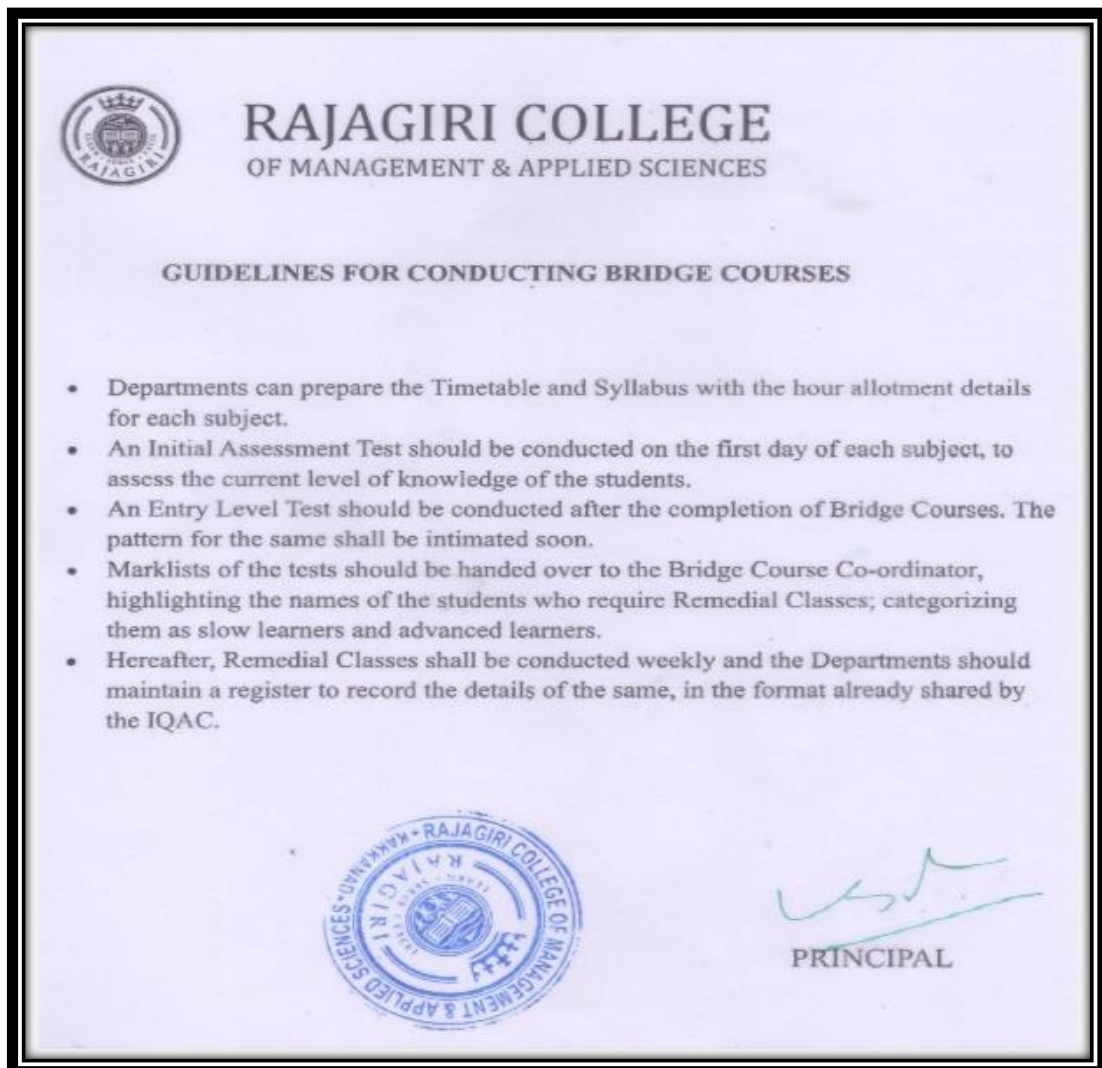 RAJAGIRI
RAJAGIRI COLLEGE
OF MANAGEMENT & APPLIED SCIENCES
GUIDELINES FOR CONDUCTING BRIDGE COURSES
• Departments can prepare the Timetable and Syllabus with the hour allotment details
for each subject.
• An Initial Assessment Test should be conducted on the first day of each subject, to
assess the current level of knowledge of the students.
• An Entry Level Test should be conducted after the completion of Bridge Courses. The
pattern for the same shall be intimated soon.
• Marklists of the tests should be handed over to the Bridge Course Co-ordinator,
highlighting the names of the students who require Remedial Classes; categorizing
them as slow learners and advanced learners.
• Hereafter, Remedial Classes shall be conducted weekly and the Departments should
maintain a register to record the details of the same, in the format already shared by
the IQAC.
RAJAGIRI COLLEGE OF MANAGEMENT & APPLIED SCIENCES • KAKKANAD •
RAJAGIRI
PRINCIPAL